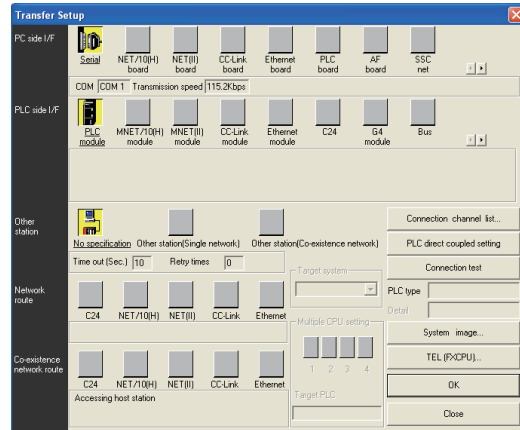 Transfer Setup
PC side I/F
Serial NET/10(H) board NET(II) board CC-Link board Ethernet board PLC board AF board SSC net
COM COM 1 Transmission speed 115.2Kbps
PLC side I/F
PLC module MNET/10(H) module MNET(II) module CC-Link module Ethernet module C24 G4 module Bus
Other station
No specification Other station(Single network) Other station(Co-existence network)
Time out (Sec.) 10 Retry times 0
Connection channel list...
PLC direct coupled setting
Target system
Connection test
PLC type
Detail
Network route
C24 NET/10(H) NET(II) CC-Link Ethernet
Multiple CPU setting
1 2 3 4
System image...
TEL (FXCPU)...
Co-existence network route
C24 NET/10(H) NET(II) CC-Link Ethernet
Target PLC
OK
Accessing host station
Close